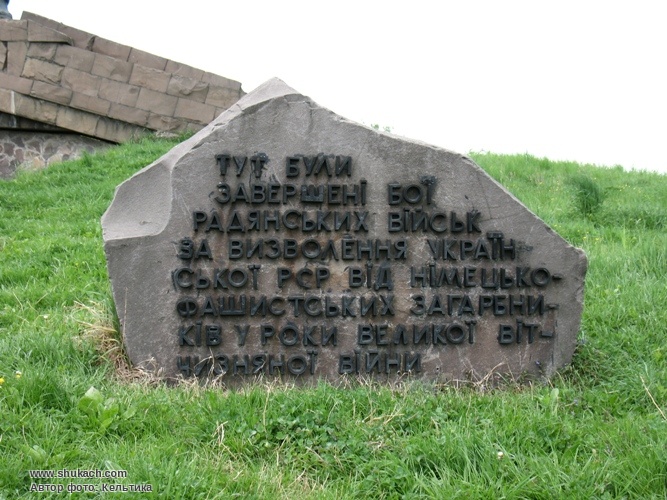 ТУТ БУЛИ
ЗАВЕРШЕНІ БОЇ
РАДЯНСЬКИХ ВІЙСЬК
ЗА ВИЗВОЛЕННЯ УКРАЇН-
СЬКОЇ РСР ВІД НІМЕЦЬКО-
ФАШИСТСЬКИХ ЗАГАРБНИ-
КІВ У РОКИ ВЕЛИКОЇ ВІТ-
ЧИЗНЯНОЇ ВІЙНИ
www.shukach.com
Автор фото: Кельтика